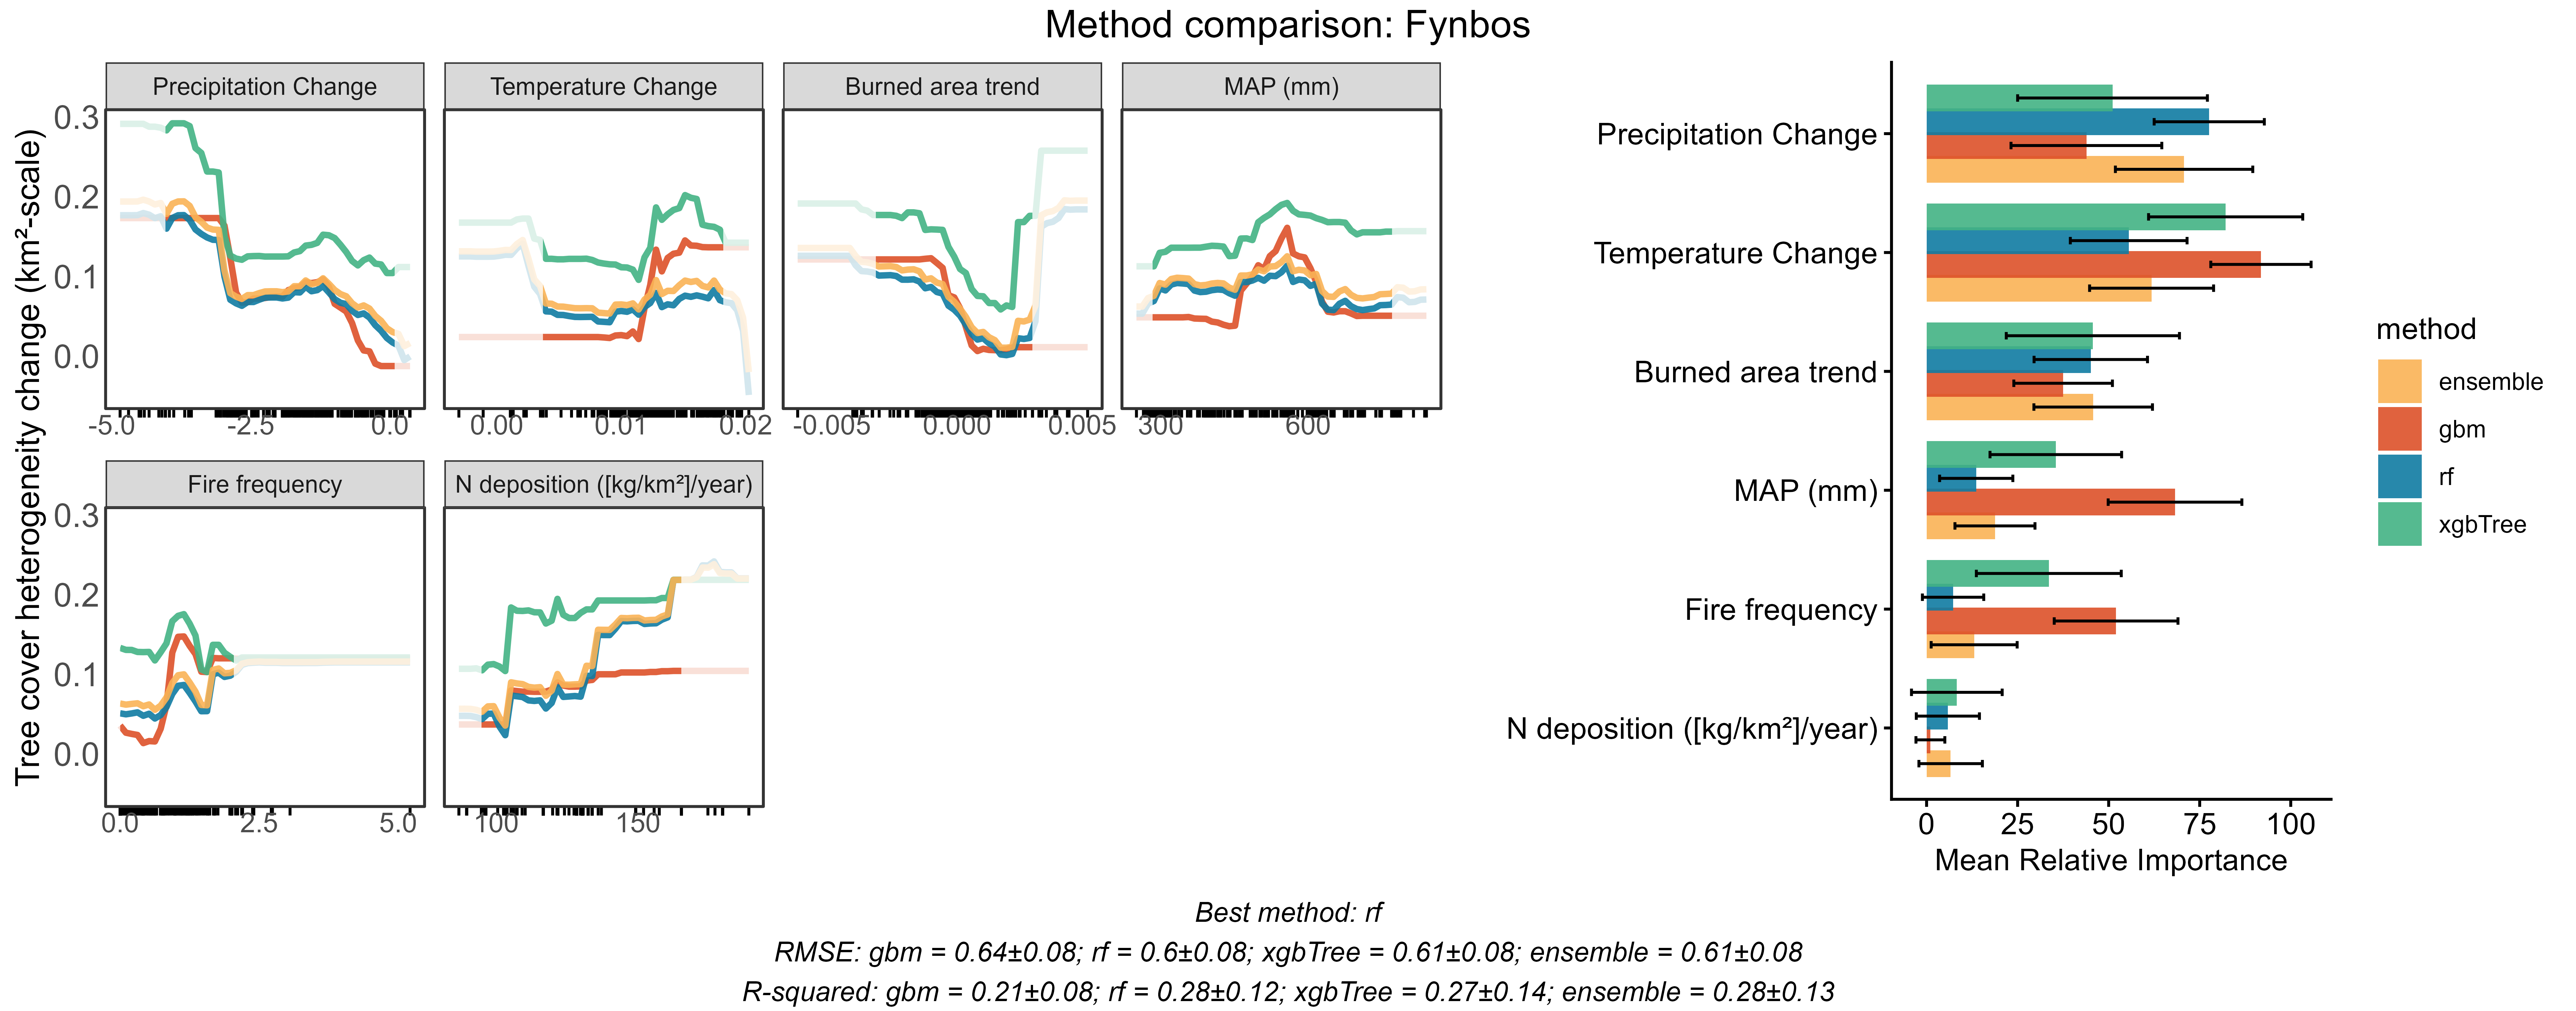 Method comparison: Fynbos
Tree cover heterogeneity change (km²-scale)
Precipitation Change
Temperature Change
Burned area trend
MAP (mm)
0.3
0.2
0.1
0.0
-5.0 -2.5 0.0
0.00 0.01 0.02
-0.005 0.000 0.005
300 600
Fire frequency
N deposition ([kg/km²]/year)
0.3
0.2
0.1
0.0
0.0 2.5 5.0
100 150
Precipitation Change
Temperature Change
Burned area trend
MAP (mm)
Fire frequency
N deposition ([kg/km²]/year)
0 25 50 75 100
Mean Relative Importance
method
ensemble
gbm
rf
xgbTree
Best method: rf
RMSE: gbm = 0.64±0.08; rf = 0.6±0.08; xgbTree = 0.61±0.08; ensemble = 0.61±0.08
R-squared: gbm = 0.21±0.08; rf = 0.28±0.12; xgbTree = 0.27±0.14; ensemble = 0.28±0.13